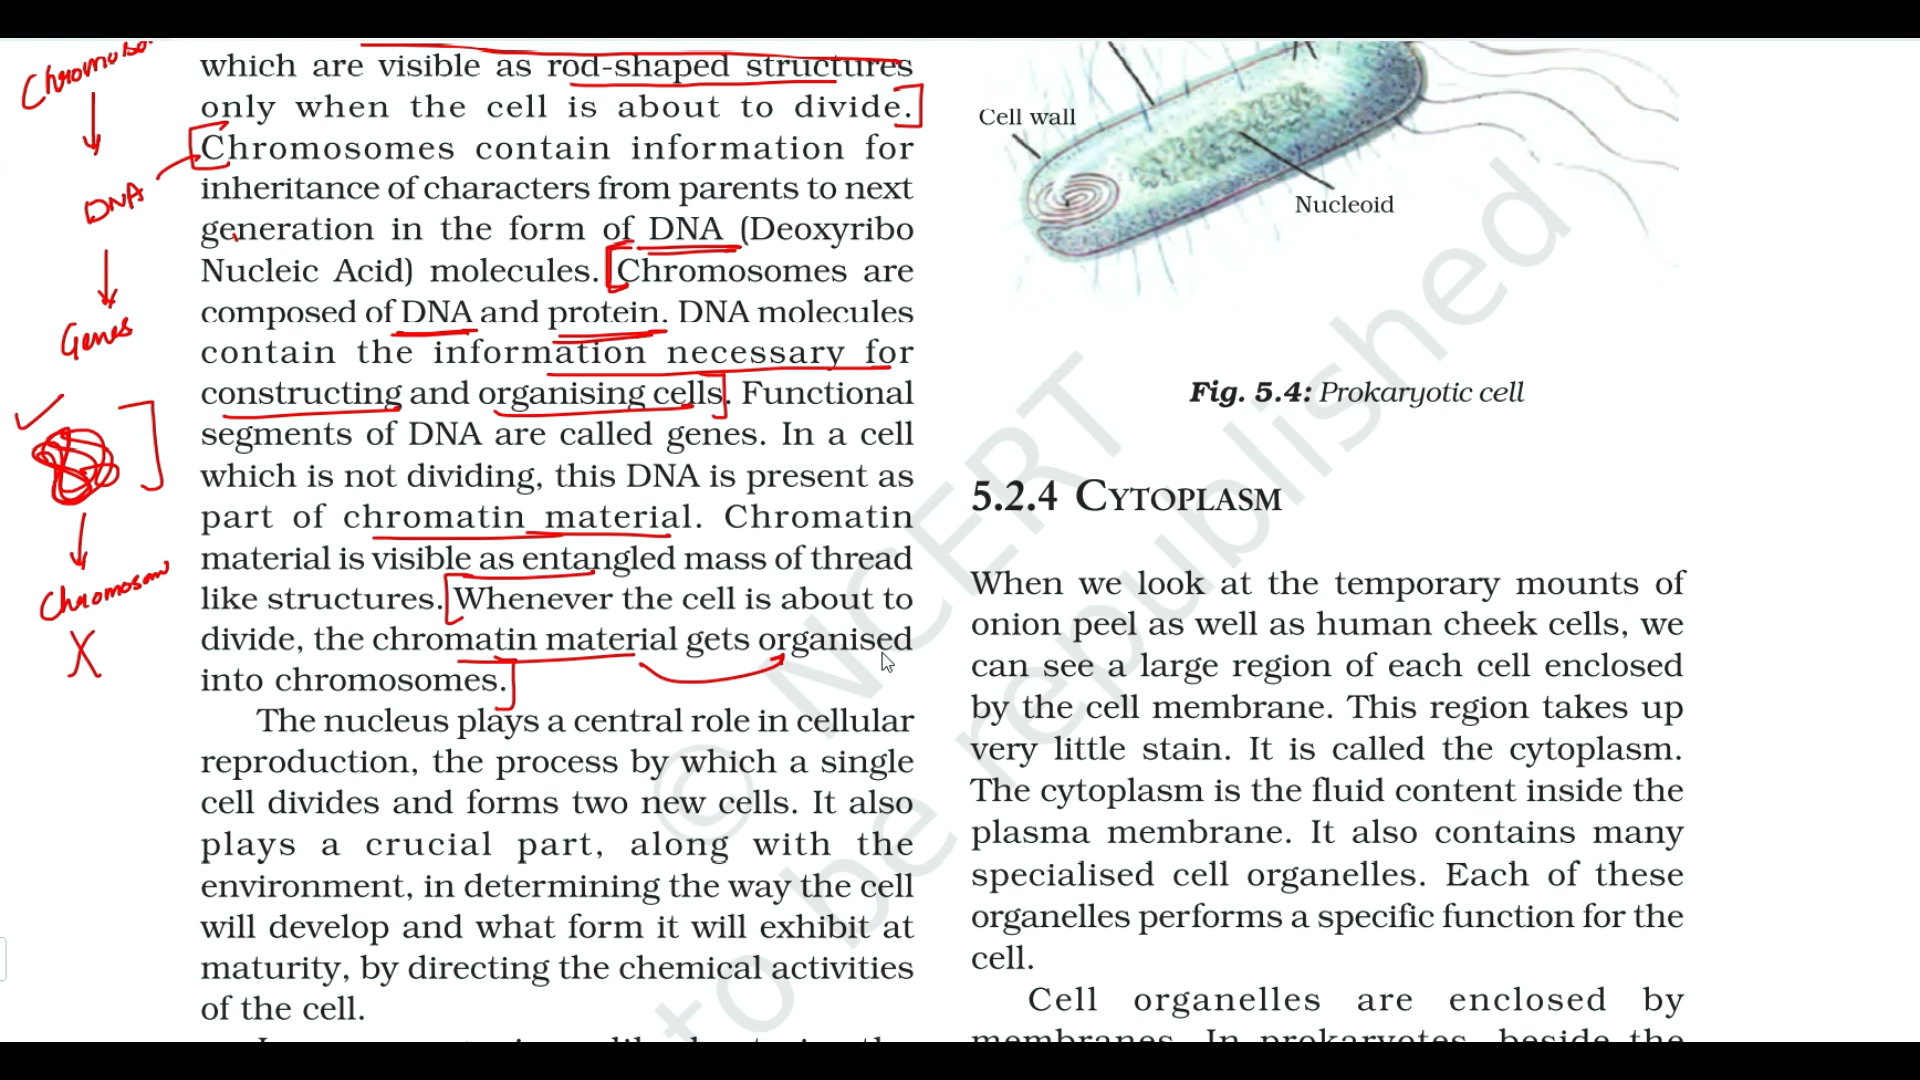 Chromoso
DNA
Genes
Chromosom
X
which are visible as rod-shaped structures
only when the cell is about to divide.
Chromosomes contain information for
inheritance of characters from parents to next
generation in the form of DNA (Deoxyribo
Nucleic Acid) molecules. Chromosomes are
composed of DNA and protein. DNA molecules
contain the information necessary for
constructing and organising cells. Functional
segments of DNA are called genes. In a cell
which is not dividing, this DNA is present as
part of chromatin material. Chromatin
material is visible as entangled mass of thread
like structures. Whenever the cell is about to
divide, the chromatin material gets organised
into chromosomes.
The nucleus plays a central role in cellular
reproduction, the process by which a single
cell divides and forms two new cells. It also
plays a crucial part, along with the
environment, in determining the way the cell
will develop and what form it will exhibit at
maturity, by directing the chemical activities
of the cell.
Cell wall
Nucleoid
Fig. 5.4: Prokaryotic cell
5.2.4 CYTOPLASM
When we look at the temporary mounts of
onion peel as well as human cheek cells, we
can see a large region of each cell enclosed
by the cell membrane. This region takes up
very little stain. It is called the cytoplasm.
The cytoplasm is the fluid content inside the
plasma membrane. It also contains many
specialised cell organelles. Each of these
organelles performs a specific function for the
cell.
Cell organelles are enclosed by
membranes. In prokaryotes, beside the
© NCERT
to be republished